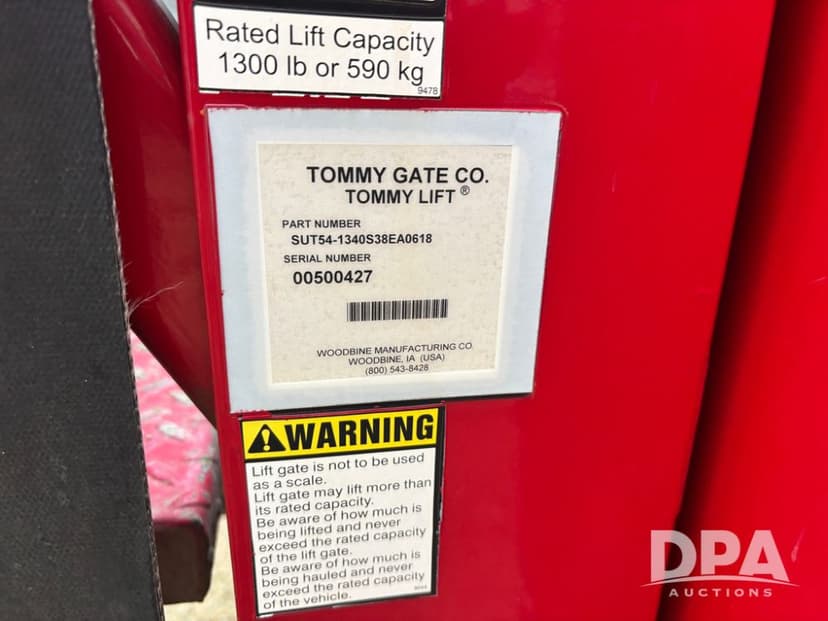 Rated Lift Capacity
1300 lb or 590 kg
9478
TOMMY GATE CO.
TOMMY LIFT ®
PART NUMBER
SUT54-1340S38EA0618
SERIAL NUMBER
00500427
WOODBINE MANUFACTURING CO.
WOODBINE, IA (USA)
(800) 543-8428
WARNING
Lift gate is not to be used
as a scale.
Lift gate may lift more than
its rated capacity.
Be aware of how much is
being lifted and never
exceed the rated capacity
of the lift gate.
Be aware of how much is
being hauled and never
exceed the rated capacity
of the vehicle.
DPA
AUCTIONS